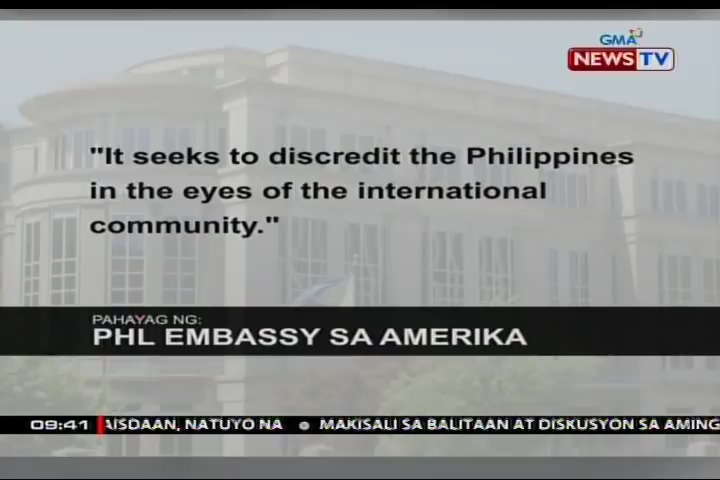 GMA
NEWS TV
"It seeks to discredit the Philippines
in the eyes of the international
community."
PAHAYAG NG:
PHL EMBASSY SA AMERIKA
09:41 AISDAAN, NATUYO NA ● MAKISALI SA BALITAAN AT DISKUSYON SA AMING